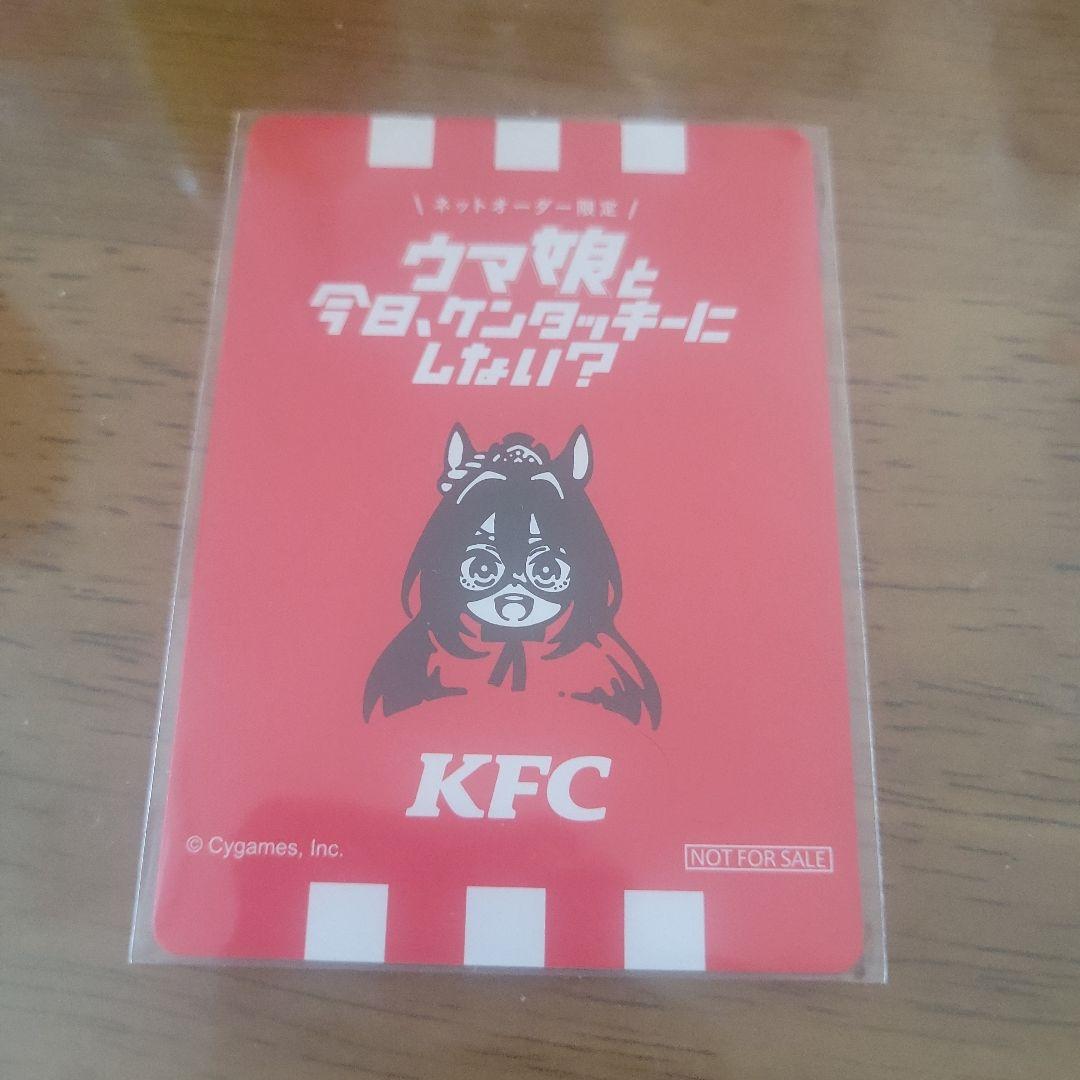 \ ネットオーダー限定 /
ウマ娘と
今日、ケンタッキーに
しない?
KFC
© Cygames, Inc.
NOT FOR SALE